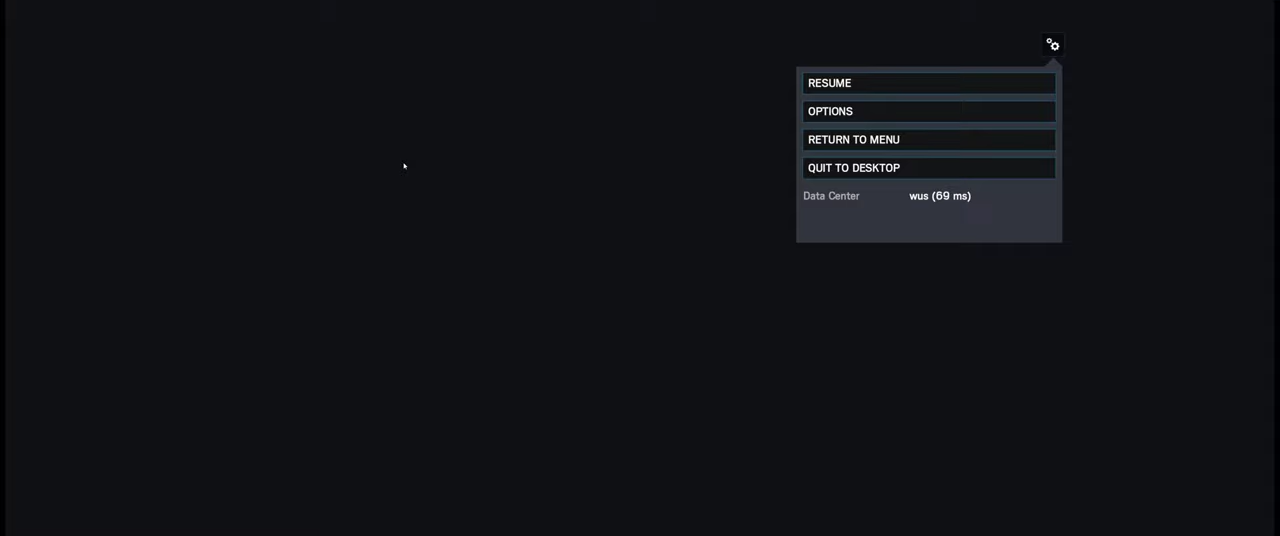 RESUME
OPTIONS
RETURN TO MENU
QUIT TO DESKTOP
Data Center wus (69 ms)